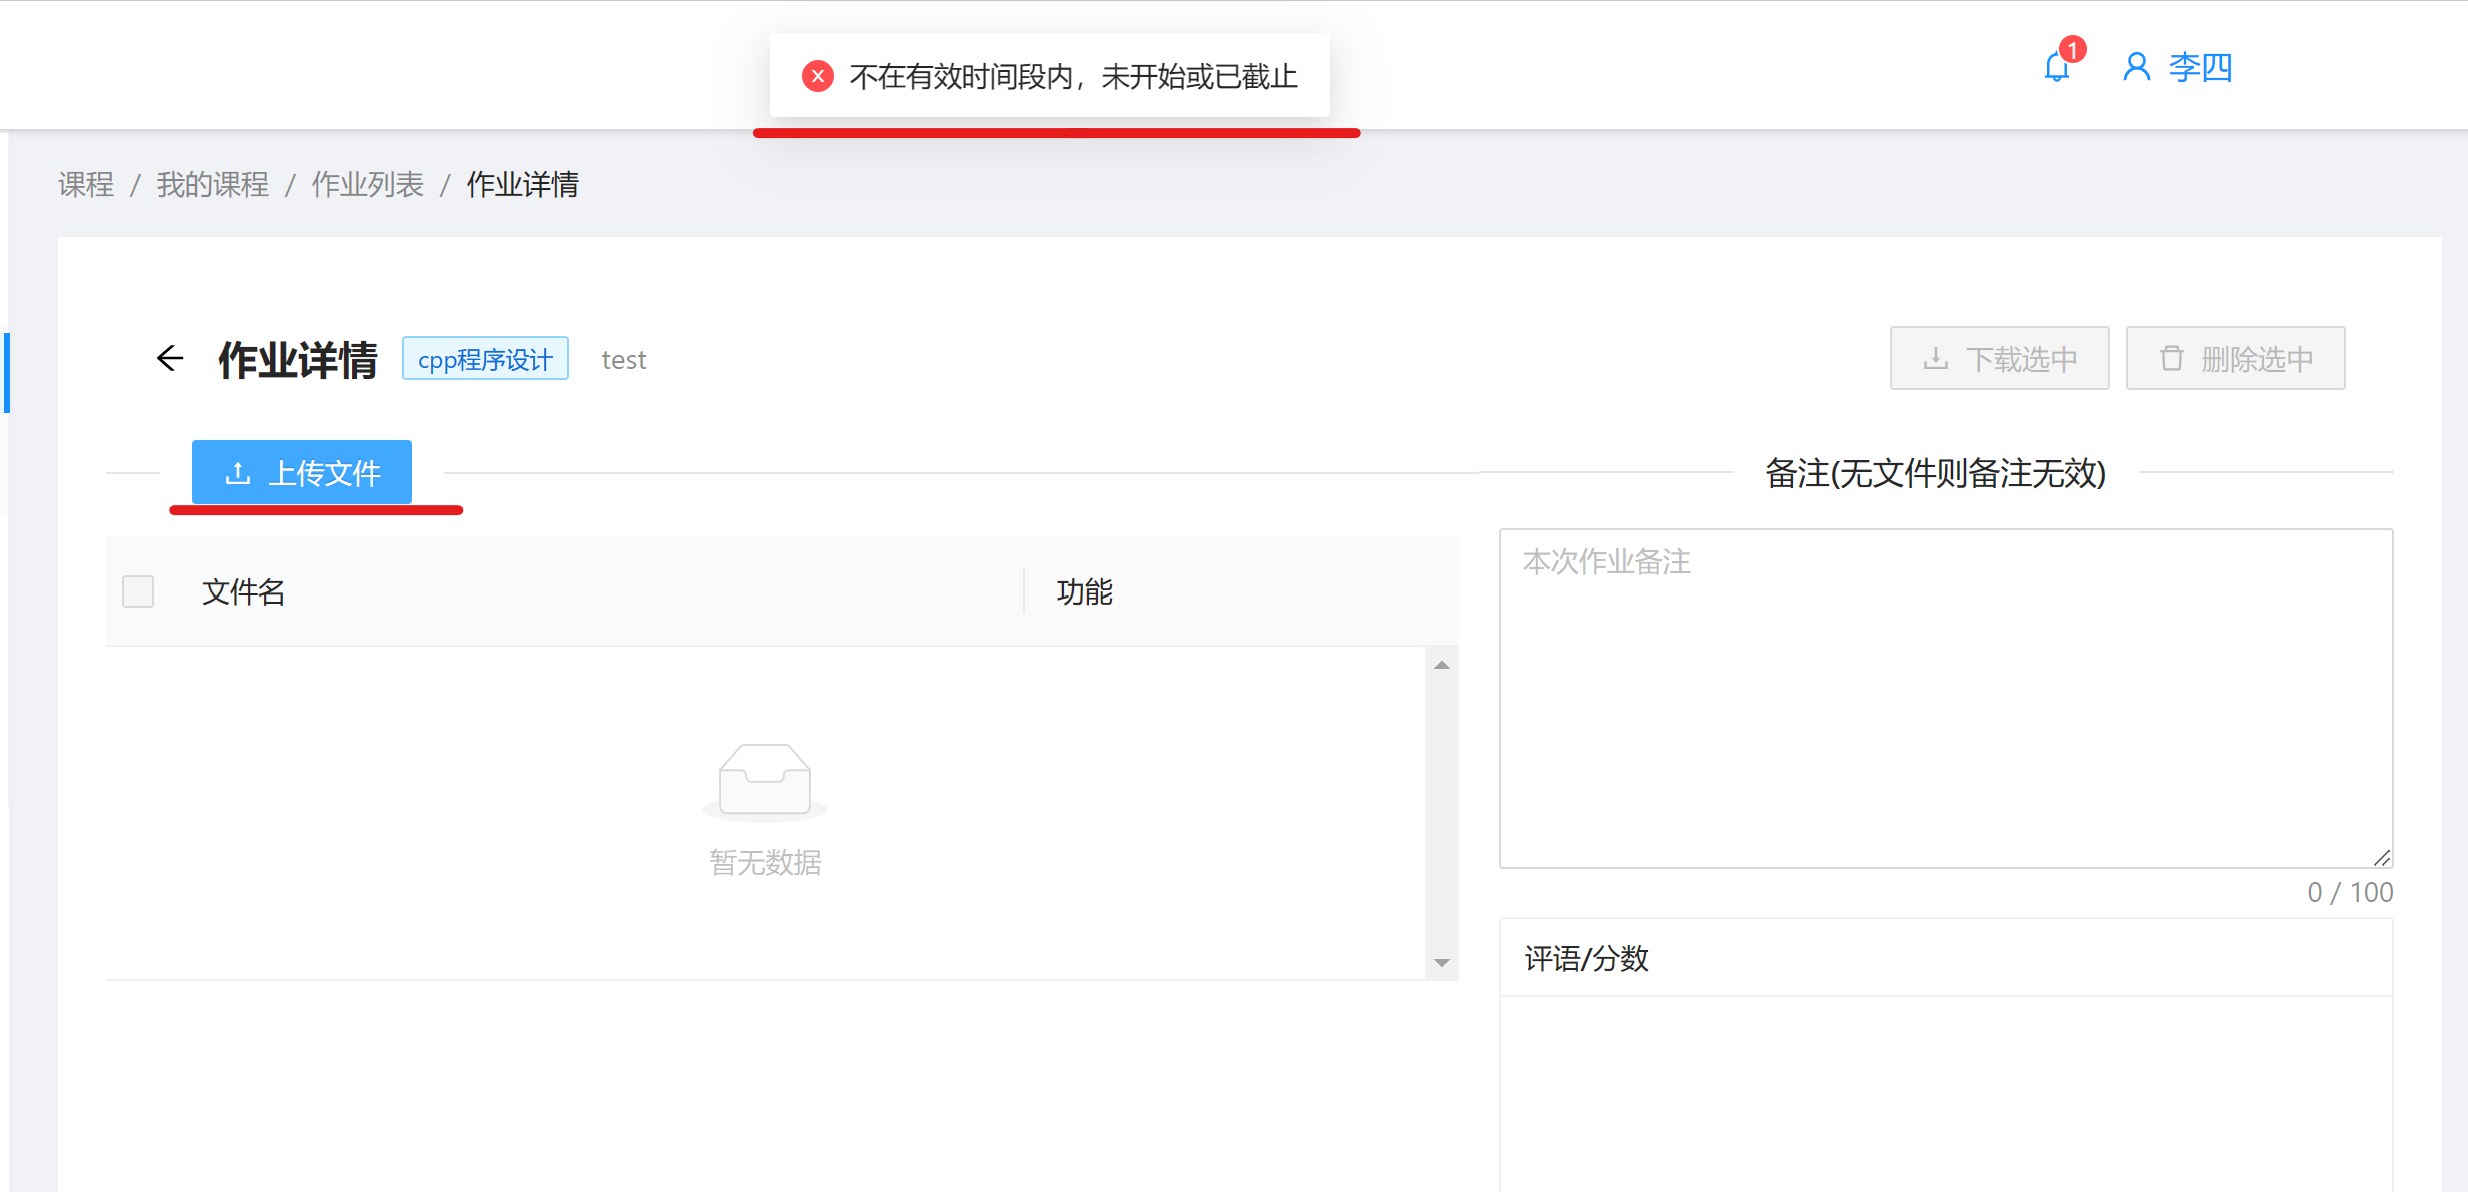 不在有效时间段内，未开始或已截止
1
李四
课程 / 我的课程 / 作业列表 / 作业详情
作业详情 cpp程序设计 test
下载选中 删除选中
上传文件
备注(无文件则备注无效)
文件名 功能
本次作业备注
暂无数据
0 / 100
评语/分数